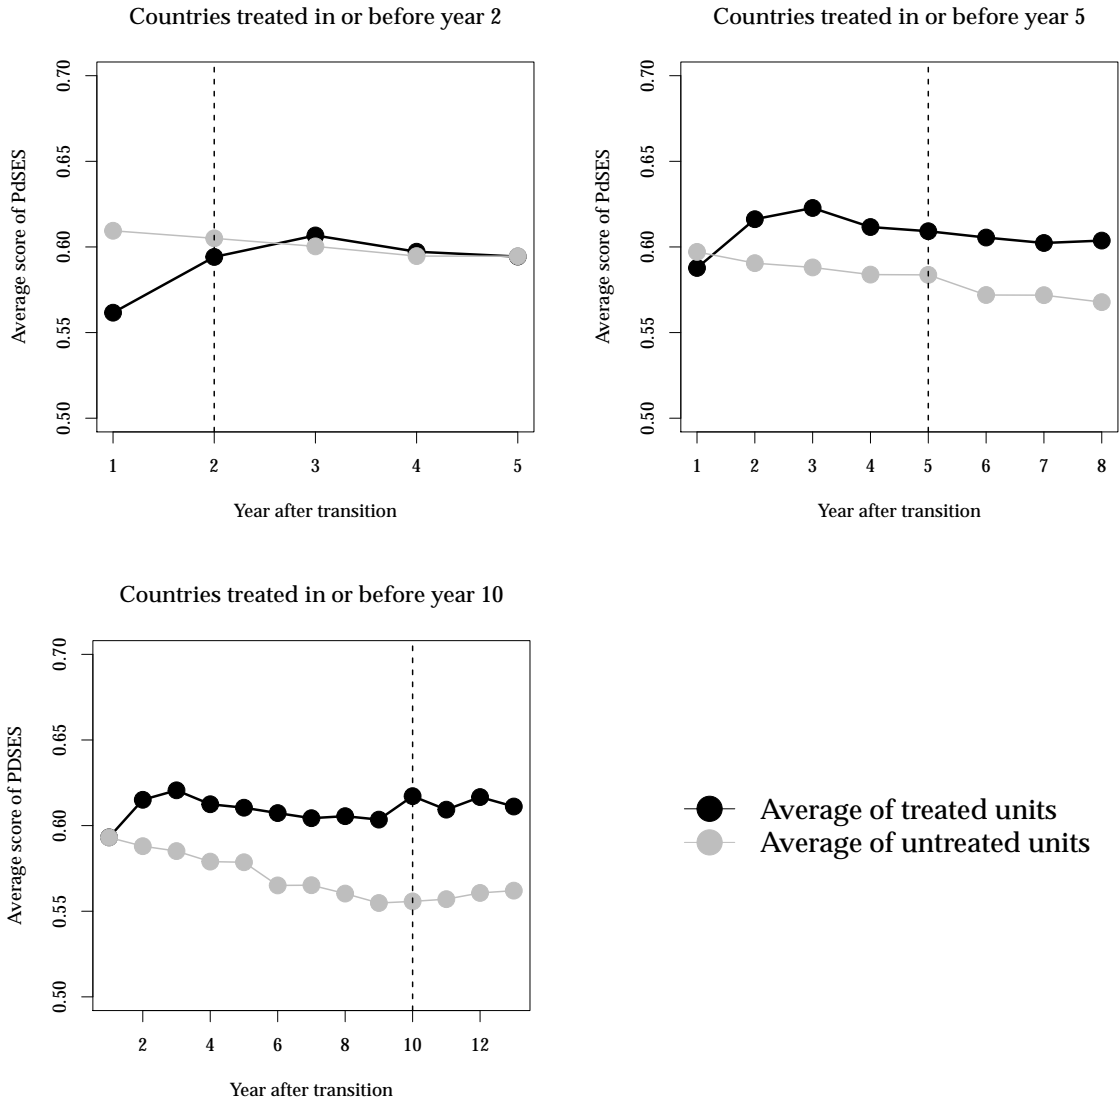 Countries treated in or before year 2
Average score of PdSES
0.70
0.65
0.60
0.55
0.50
1 2 3 4 5
Year after transition
Countries treated in or before year 5
Average score of PdSES
0.70
0.65
0.60
0.55
0.50
1 2 3 4 5 6 7 8
Year after transition
Countries treated in or before year 10
Average score of PDSES
0.70
0.65
0.60
0.55
0.50
2 4 6 8 10 12
Year after transition
Average of treated units
Average of untreated units